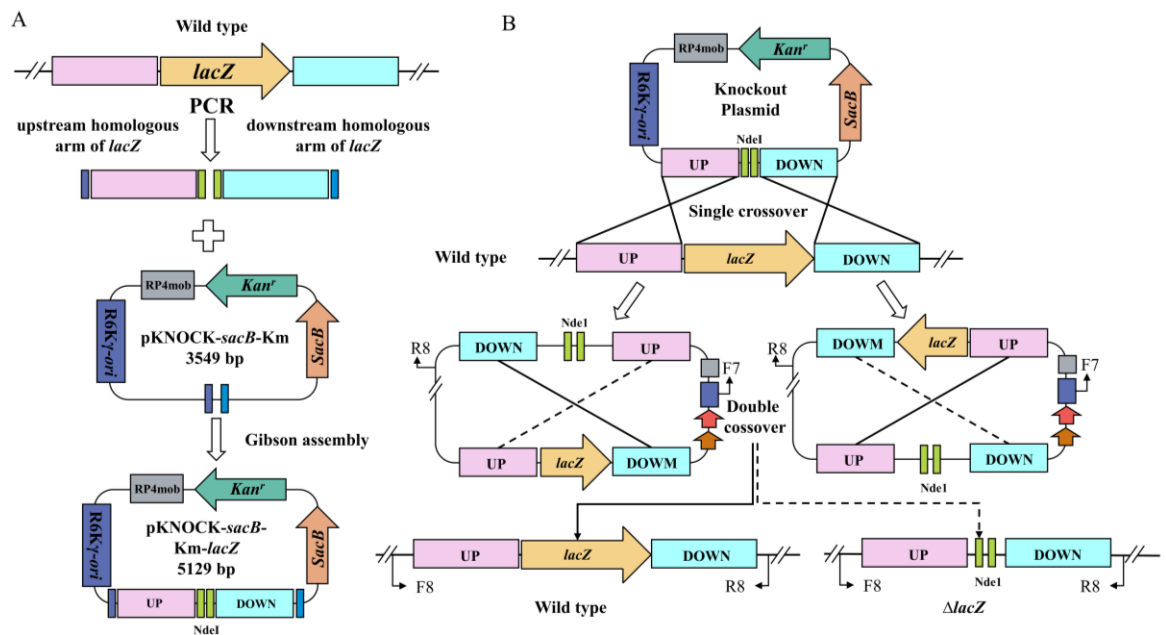 A
Wild type
lacZ
PCR
upstream homologous
arm of lacZ
downstream homologous
arm of lacZ
RP4mob
Kanʳ
R6Kγ-ori
pKNOCK-sacB-Km
3549 bp
SacB
Gibson assembly
RP4mob
Kanʳ
R6Kγ-ori
pKNOCK-sacB-
Km-lacZ
5129 bp
SacB
UP
DOWN
NdeI
B
RP4mob
Kanʳ
R6Kγ-ori
Knockout
Plasmid
SacB
NdeI
UP
DOWN
Single crossover
Wild type
UP
lacZ
DOWN
R8
DOWN
Nde1
UP
F7
UP
lacZ
DOWM
Double
cossover
R8
DOWM
lacZ
UP
F7
UP
Nde1
DOWN
UP
lacZ
DOWN
F8
R8
Wild type
UP
Nde1
DOWN
F8
R8
ΔlacZ